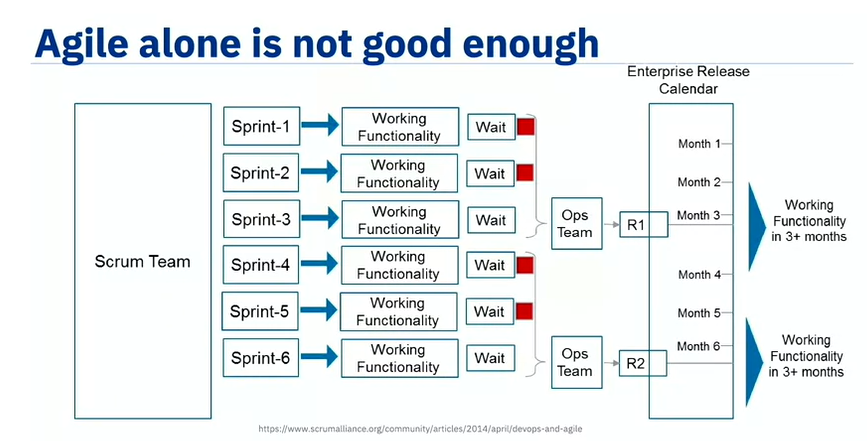 Agile alone is not good enough
Enterprise Release
Calendar
Scrum Team
Sprint-1
Working
Functionality
Wait
Sprint-2
Working
Functionality
Wait
Sprint-3
Working
Functionality
Wait
Sprint-4
Working
Functionality
Wait
Sprint-5
Working
Functionality
Wait
Sprint-6
Working
Functionality
Wait
Ops
Team
R1
Ops
Team
R2
Month 1
Month 2
Month 3
Month 4
Month 5
Month 6
Working
Functionality
in 3+ months
Working
Functionality
in 3+ months
https://www.scrumalliance.org/community/articles/2014/april/devops-and-agile